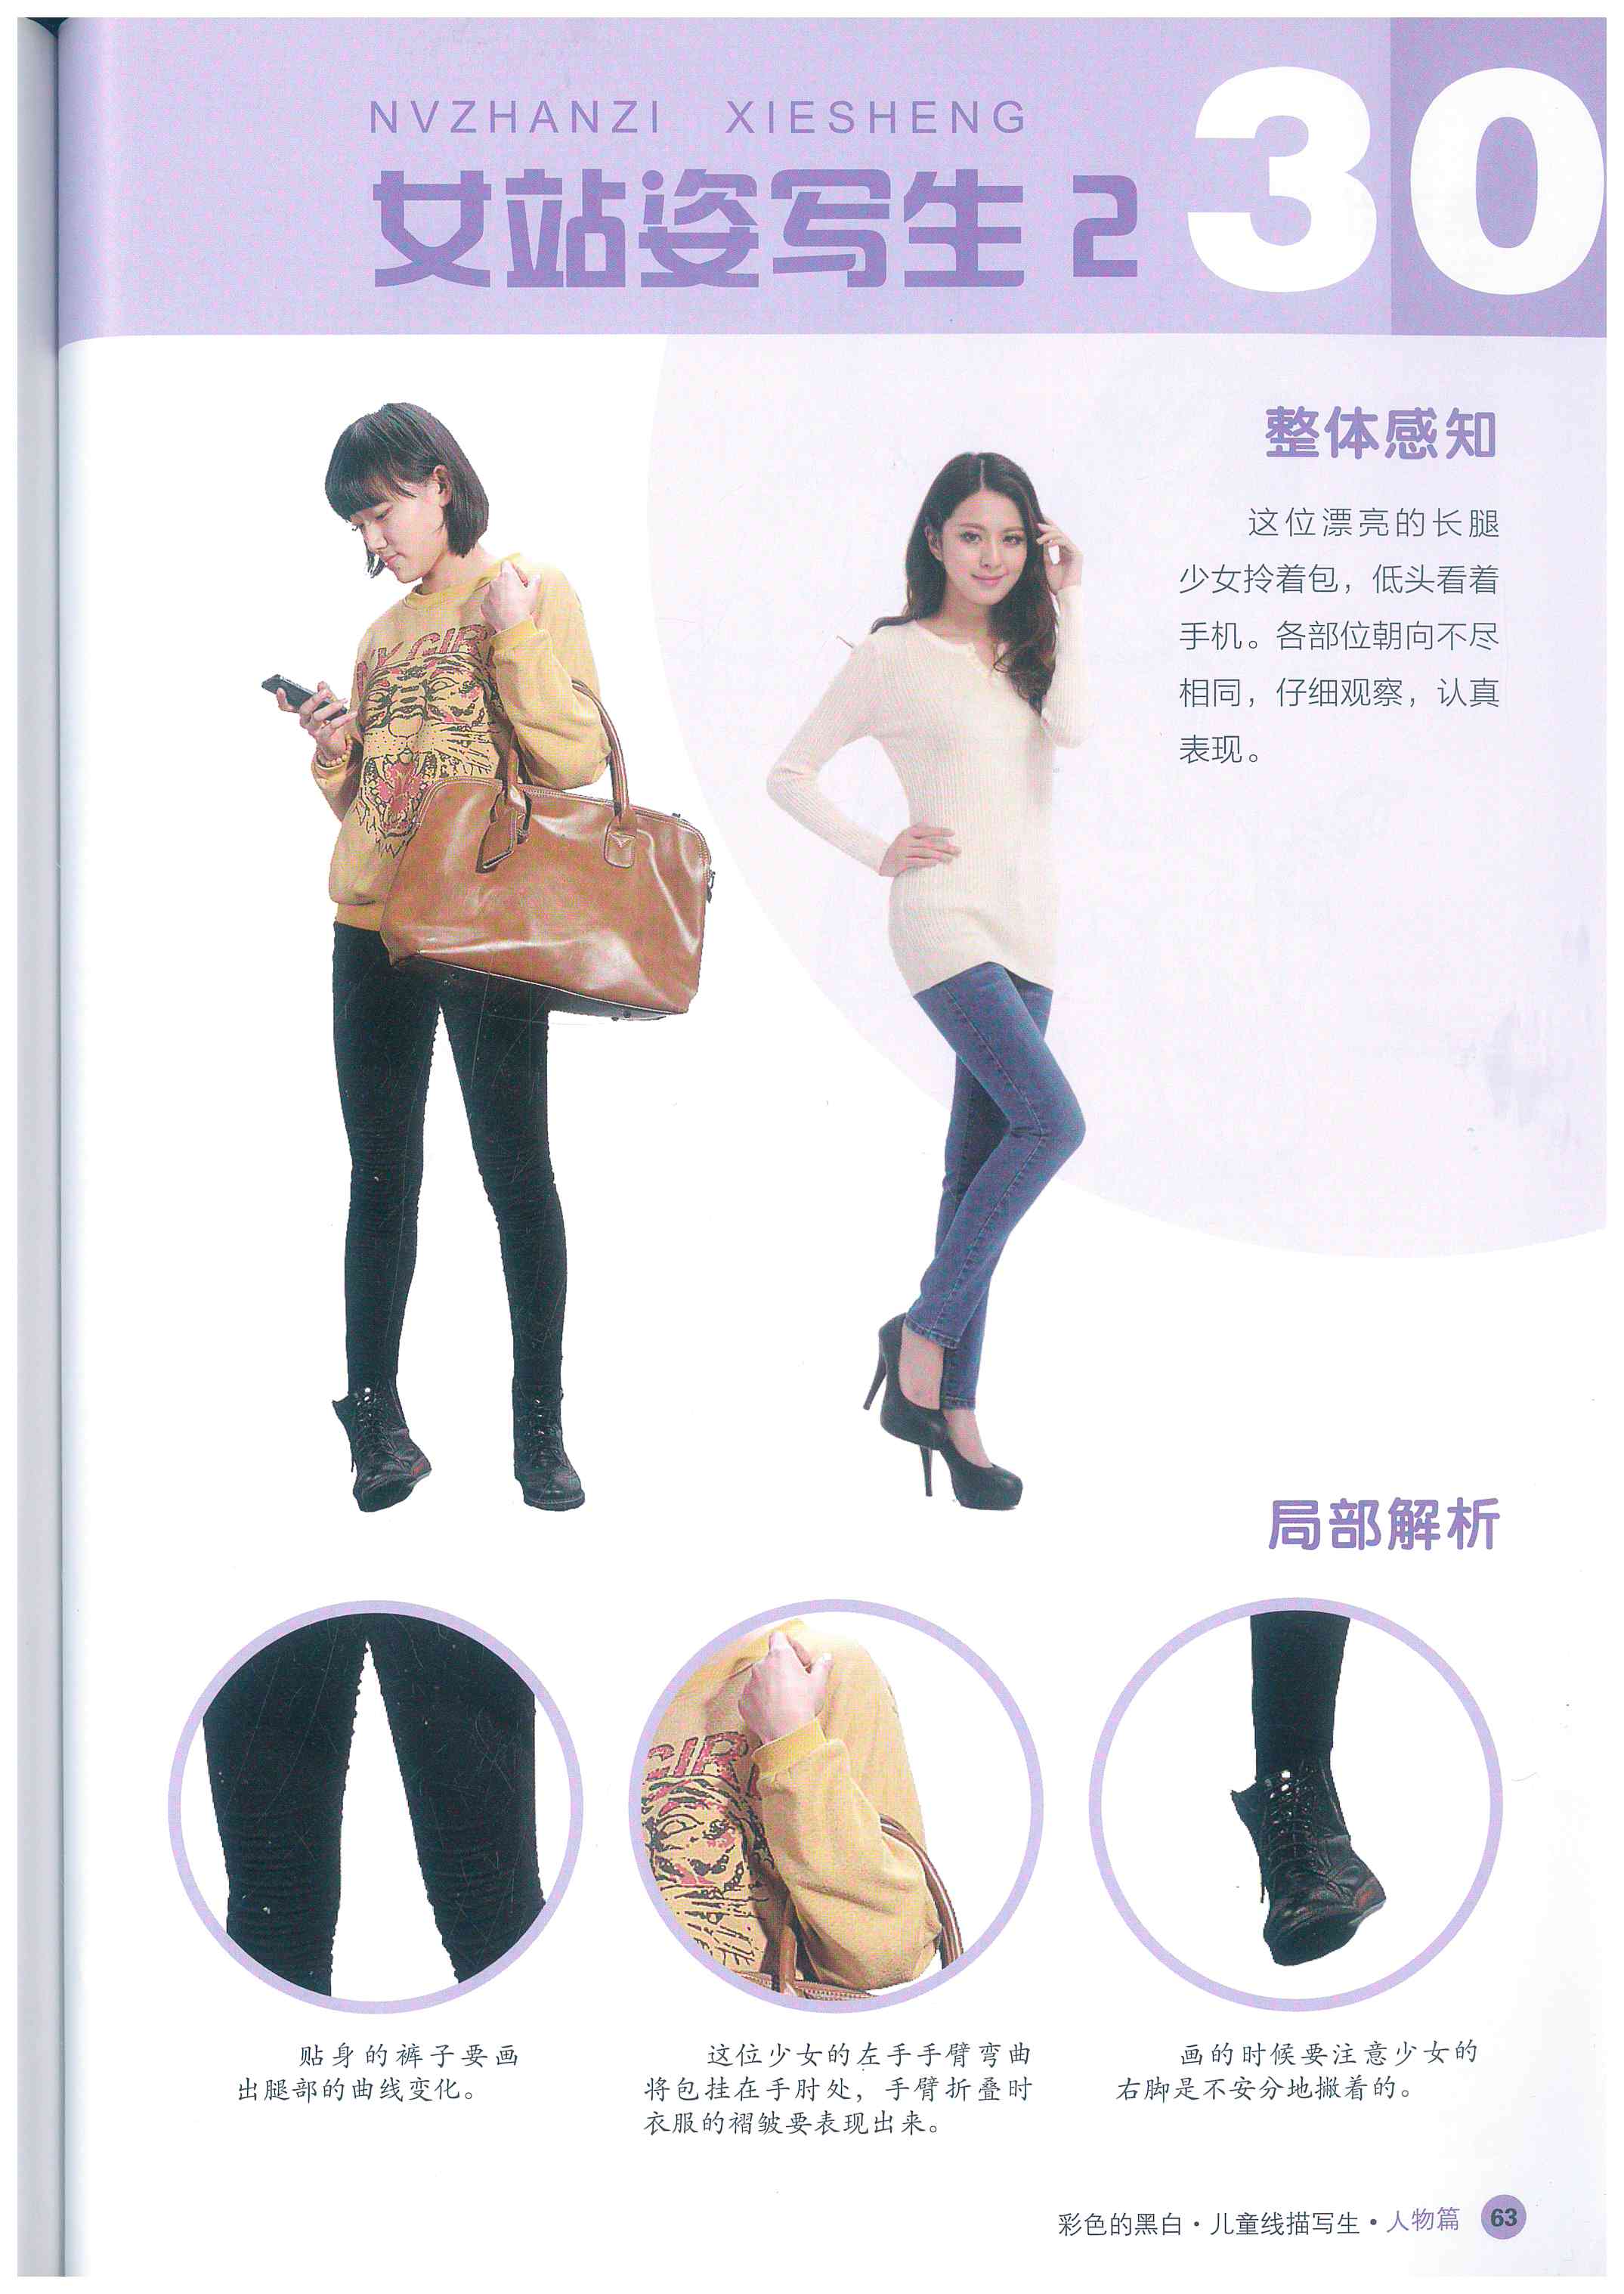 NVZHANZI XIESHENG
女站姿写生 2
30
整体感知
这位漂亮的长腿
少女拎着包，低头看着
手机。各部位朝向不尽
相同，仔细观察，认真
表现。
局部解析
贴身的裤子要画
出腿部的曲线变化。
这位少女的左手手臂弯曲
将包挂在手肘处，手臂折叠时
衣服的褶皱要表现出来。
画的时候要注意少女的
右脚是不安分地撇着的。
彩色的黑白·儿童线描写生·人物篇 63